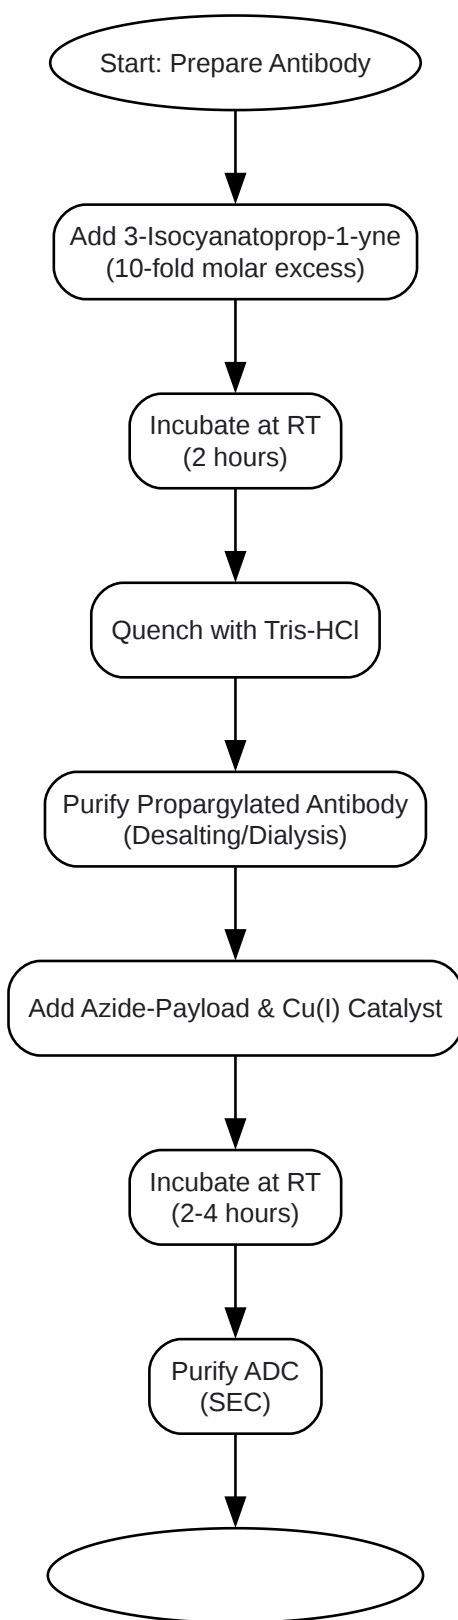 Start: Prepare Antibody
Add 3-Isocyanatoprop-1-yne
(10-fold molar excess)
Incubate at RT
(2 hours)
Quench with Tris-HCl
Purify Propargylated Antibody
(Desalting/Dialysis)
Add Azide-Payload & Cu(I) Catalyst
Incubate at RT
(2-4 hours)
Purify ADC
(SEC)